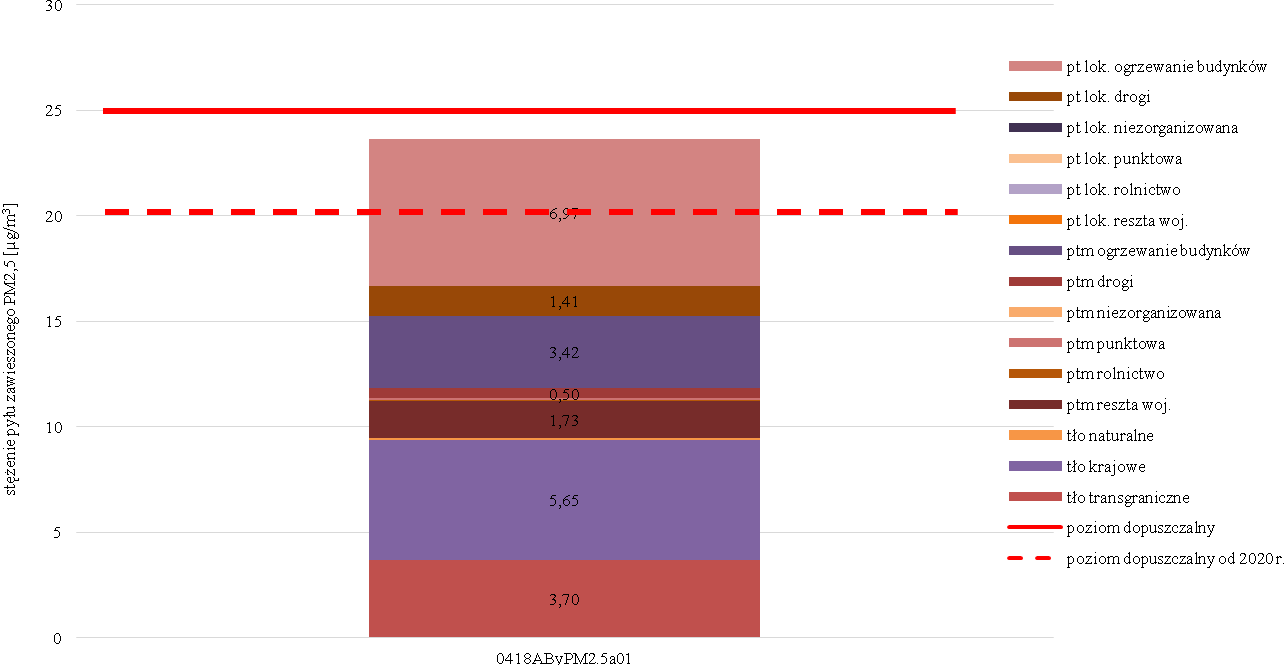 30
25
20
15
10
5
0
stężenie pyłu zawieszonego PM2,5 [µg/m³]
6,97
1,41
3,42
0,50
1,73
5,65
3,70
0418AByPM2.5a01
pt lok. ogrzewanie budynków
pt lok. drogi
pt lok. niezorganizowana
pt lok. punktowa
pt lok. rolnictwo
pt lok. reszta woj.
ptm ogrzewanie budynków
ptm drogi
ptm niezorganizowana
ptm punktowa
ptm rolnictwo
ptm reszta woj.
tło naturalne
tło krajowe
tło transgraniczne
poziom dopuszczalny
poziom dopuszczalny od 2020 r.